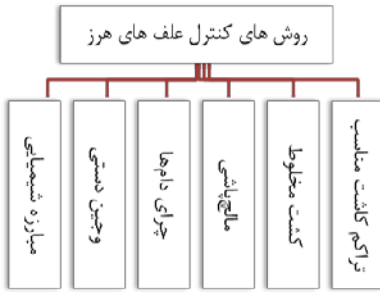 روش های کنترل علف های هرز
تراکم کاشت مناسب
کشت مخلوط
مالچ‌پاشی
چرای دام‌ها
وجین دستی
مبارزه شیمیایی